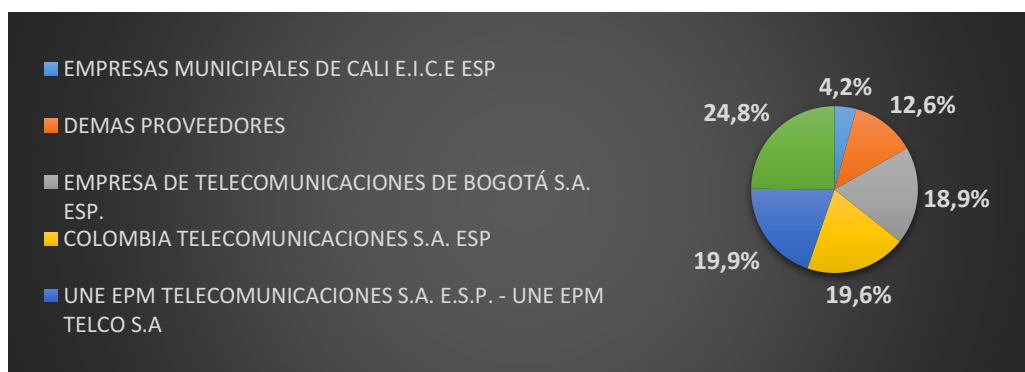 EMPRESAS MUNICIPALES DE CALI E.I.C.E ESP
DEMAS PROVEEDORES
EMPRESA DE TELECOMUNICACIONES DE BOGOTÁ S.A.
ESP.
COLOMBIA TELECOMUNICACIONES S.A. ESP
UNE EPM TELECOMUNICACIONES S.A. E.S.P. - UNE EPM
TELCO S.A
4,2%
12,6%
18,9%
19,6%
19,9%
24,8%